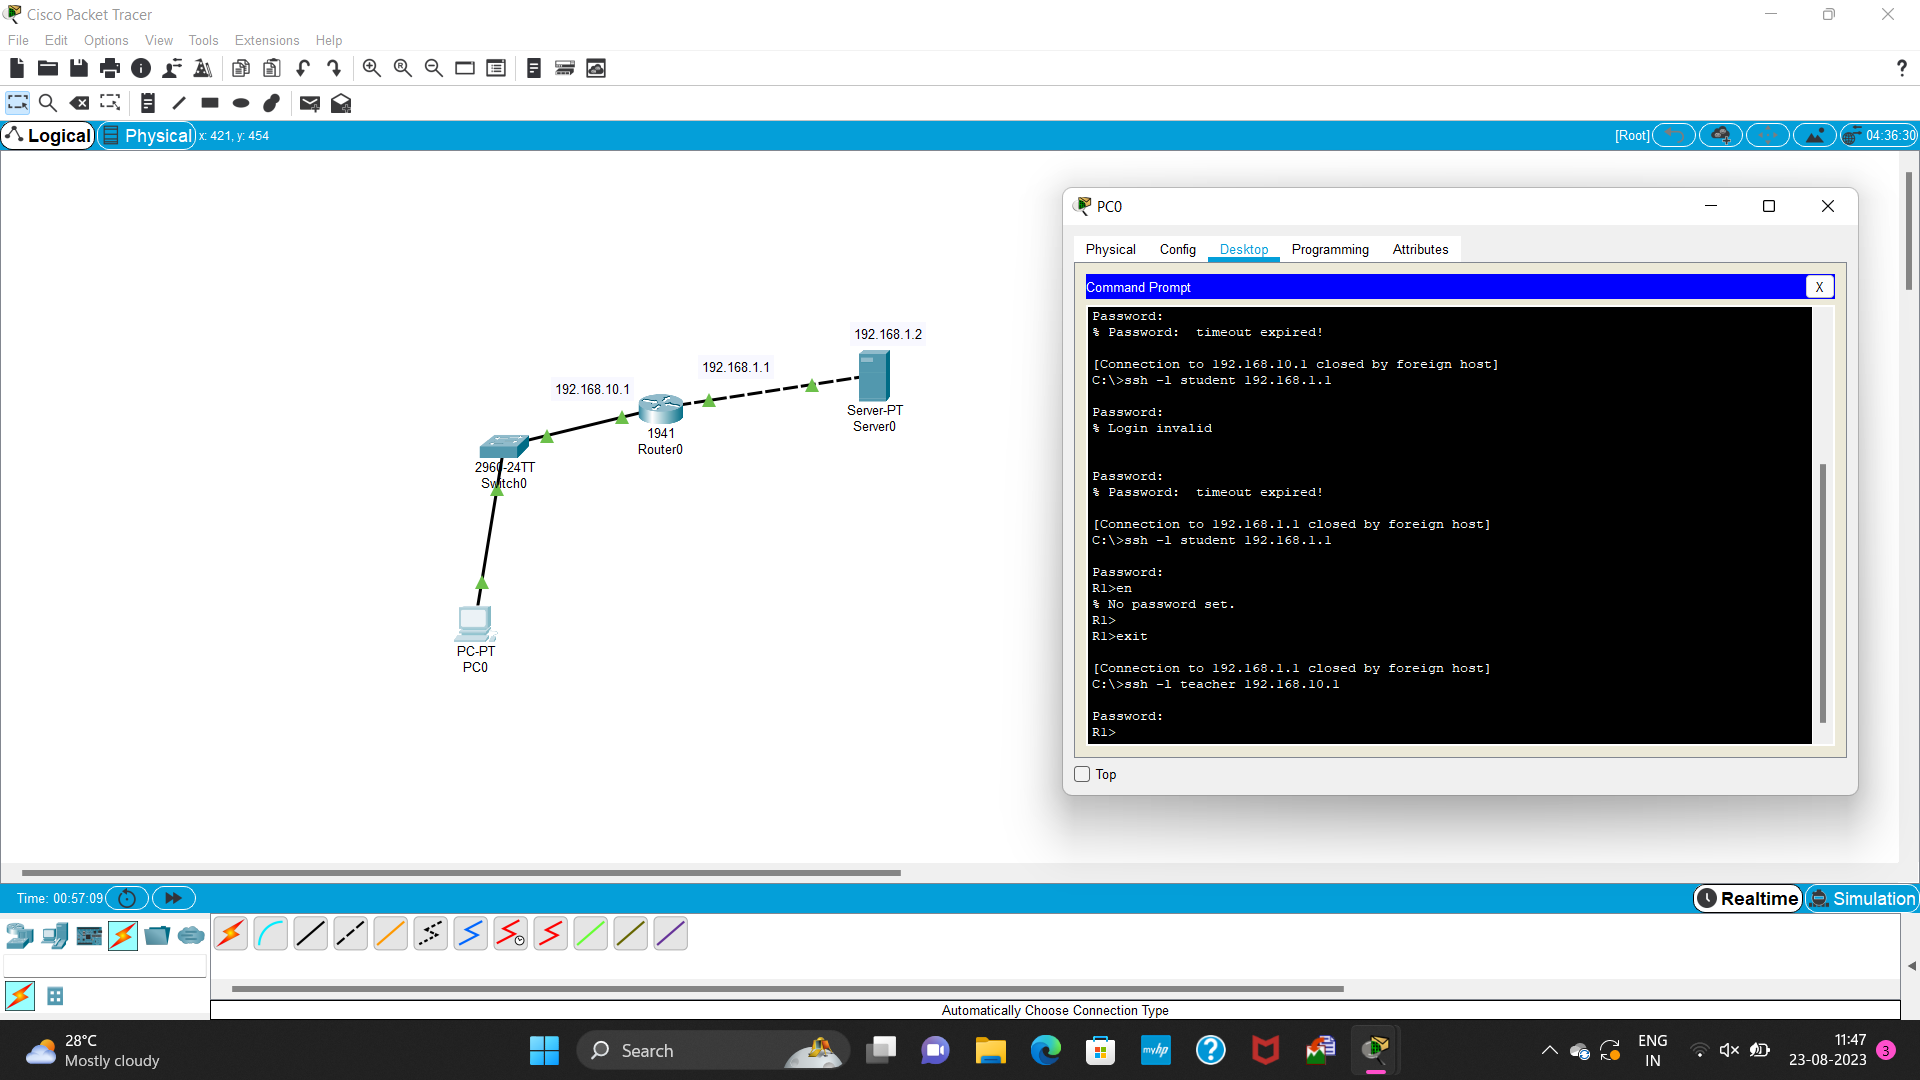 Cisco Packet Tracer
File Edit Options View Tools Extensions Help
?
Logical Physical x: 421, y: 454 [Root] 04:36:30
192.168.1.2
192.168.1.1
192.168.10.1
Server-PT
Server0
1941
Router0
2960-24TT
Switch0
PC-PT
PC0
PC0
Physical Config Desktop Programming Attributes
Command Prompt X
Password:
% Password:  timeout expired!
[Connection to 192.168.10.1 closed by foreign host]
C:\>ssh -l student 192.168.1.1
Password:
% Login invalid
Password:
% Password:  timeout expired!
[Connection to 192.168.1.1 closed by foreign host]
C:\>ssh -l student 192.168.1.1
Password:
R1>en
% No password set.
R1>
R1>exit
[Connection to 192.168.1.1 closed by foreign host]
C:\>ssh -l teacher 192.168.10.1
Password:
R1>
Top
Time: 00:57:09 Realtime Simulation
Automatically Choose Connection Type
28°C
Mostly cloudy
Search
myhp
?
ENG
IN
11:47
23-08-2023
3